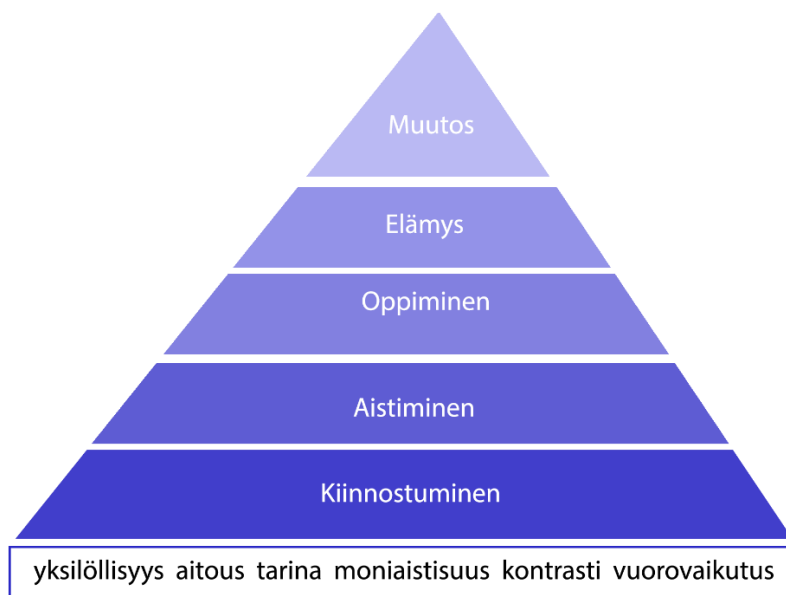 Muutos
Elämys
Oppiminen
Aistiminen
Kiinnostuminen
yksilöllisyys aitous tarina moniaistisuus kontrasti vuorovaikutus